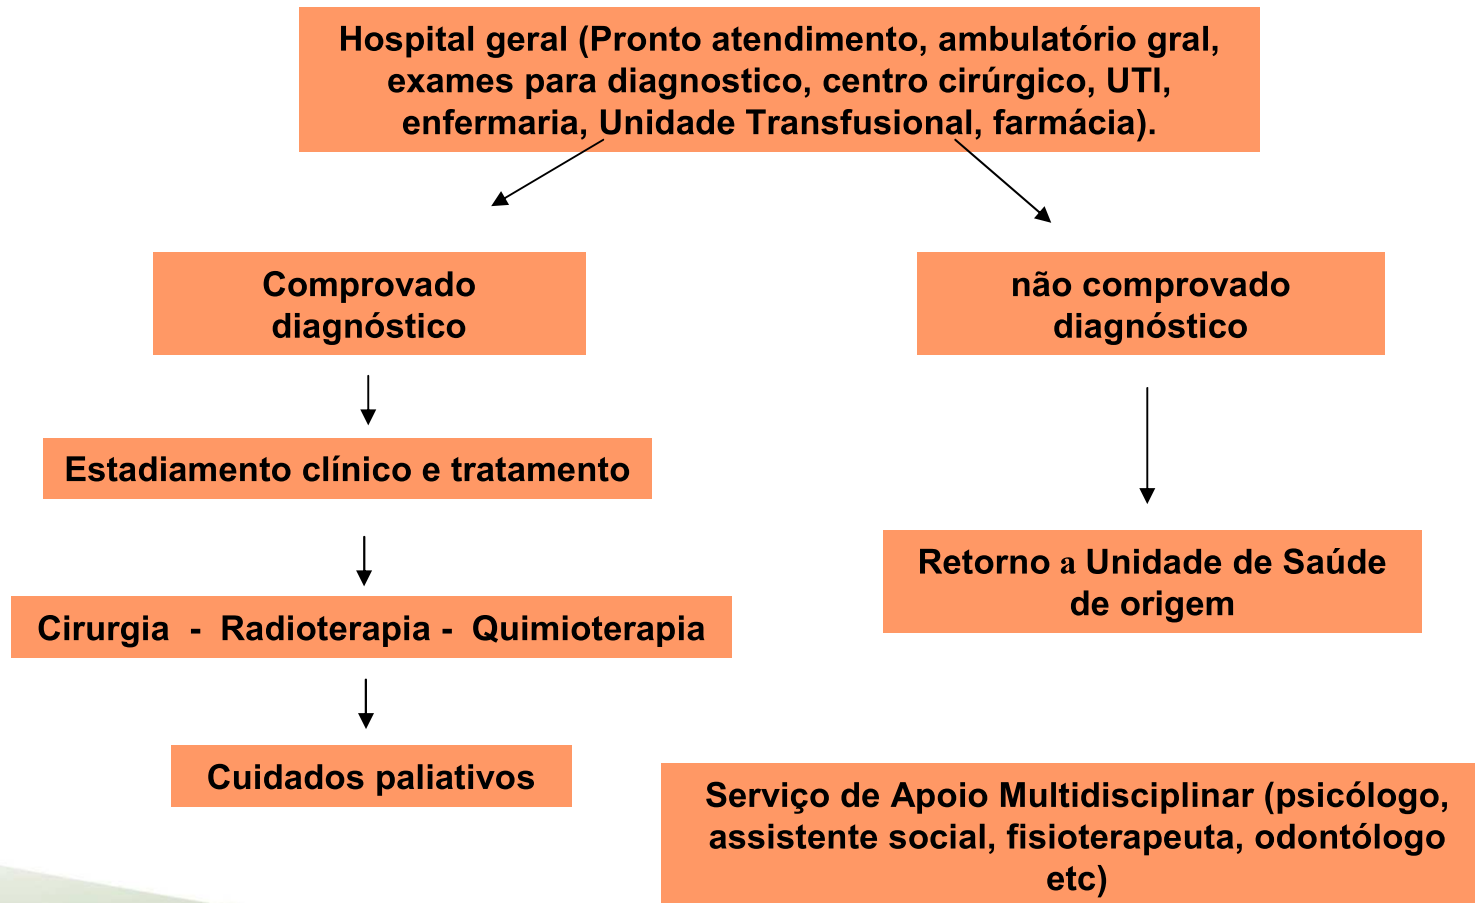 Hospital geral (Pronto atendimento, ambulatório gral,
exames para diagnostico, centro cirúrgico, UTI,
enfermaria, Unidade Transfusional, farmácia).
Comprovado
diagnóstico
não comprovado
diagnóstico
Estadiamento clínico e tratamento
Retorno a Unidade de Saúde
de origem
Cirurgia - Radioterapia - Quimioterapia
Cuidados paliativos
Serviço de Apoio Multidisciplinar (psicólogo,
assistente social, fisioterapeuta, odontólogo
etc)